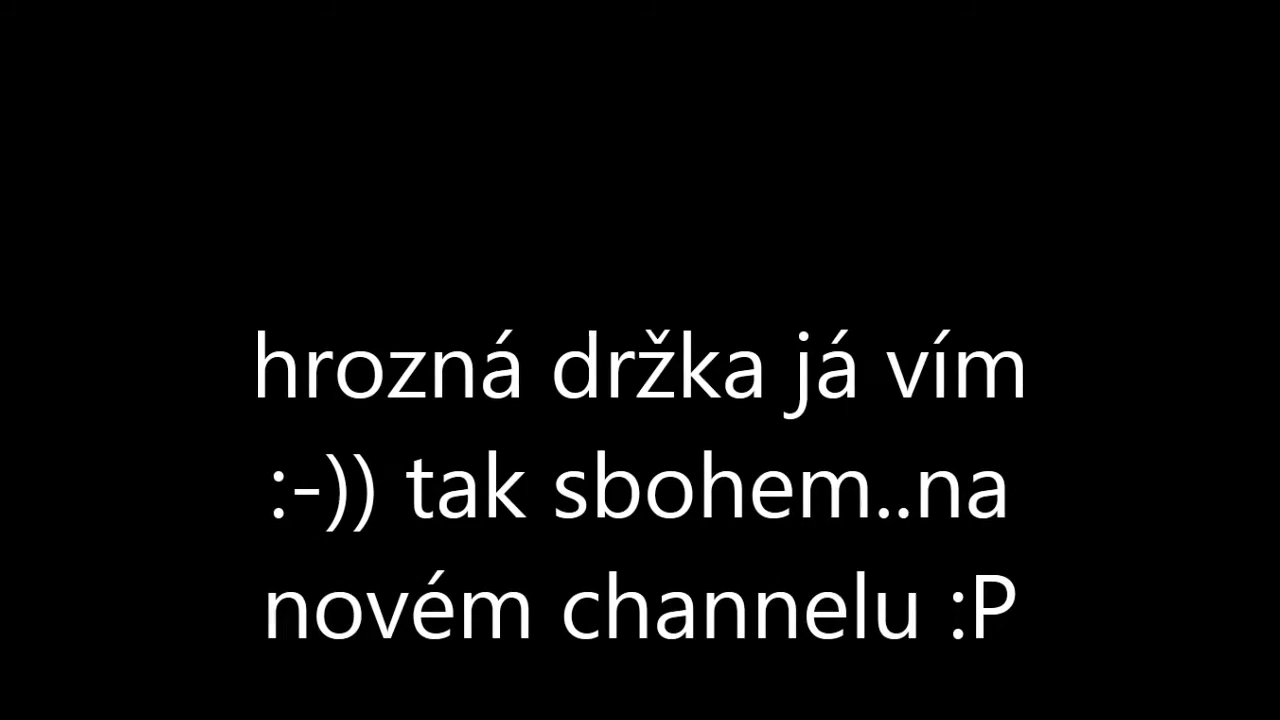 hrozná držka já vím
:-)) tak sbohem..na
novém channelu :P